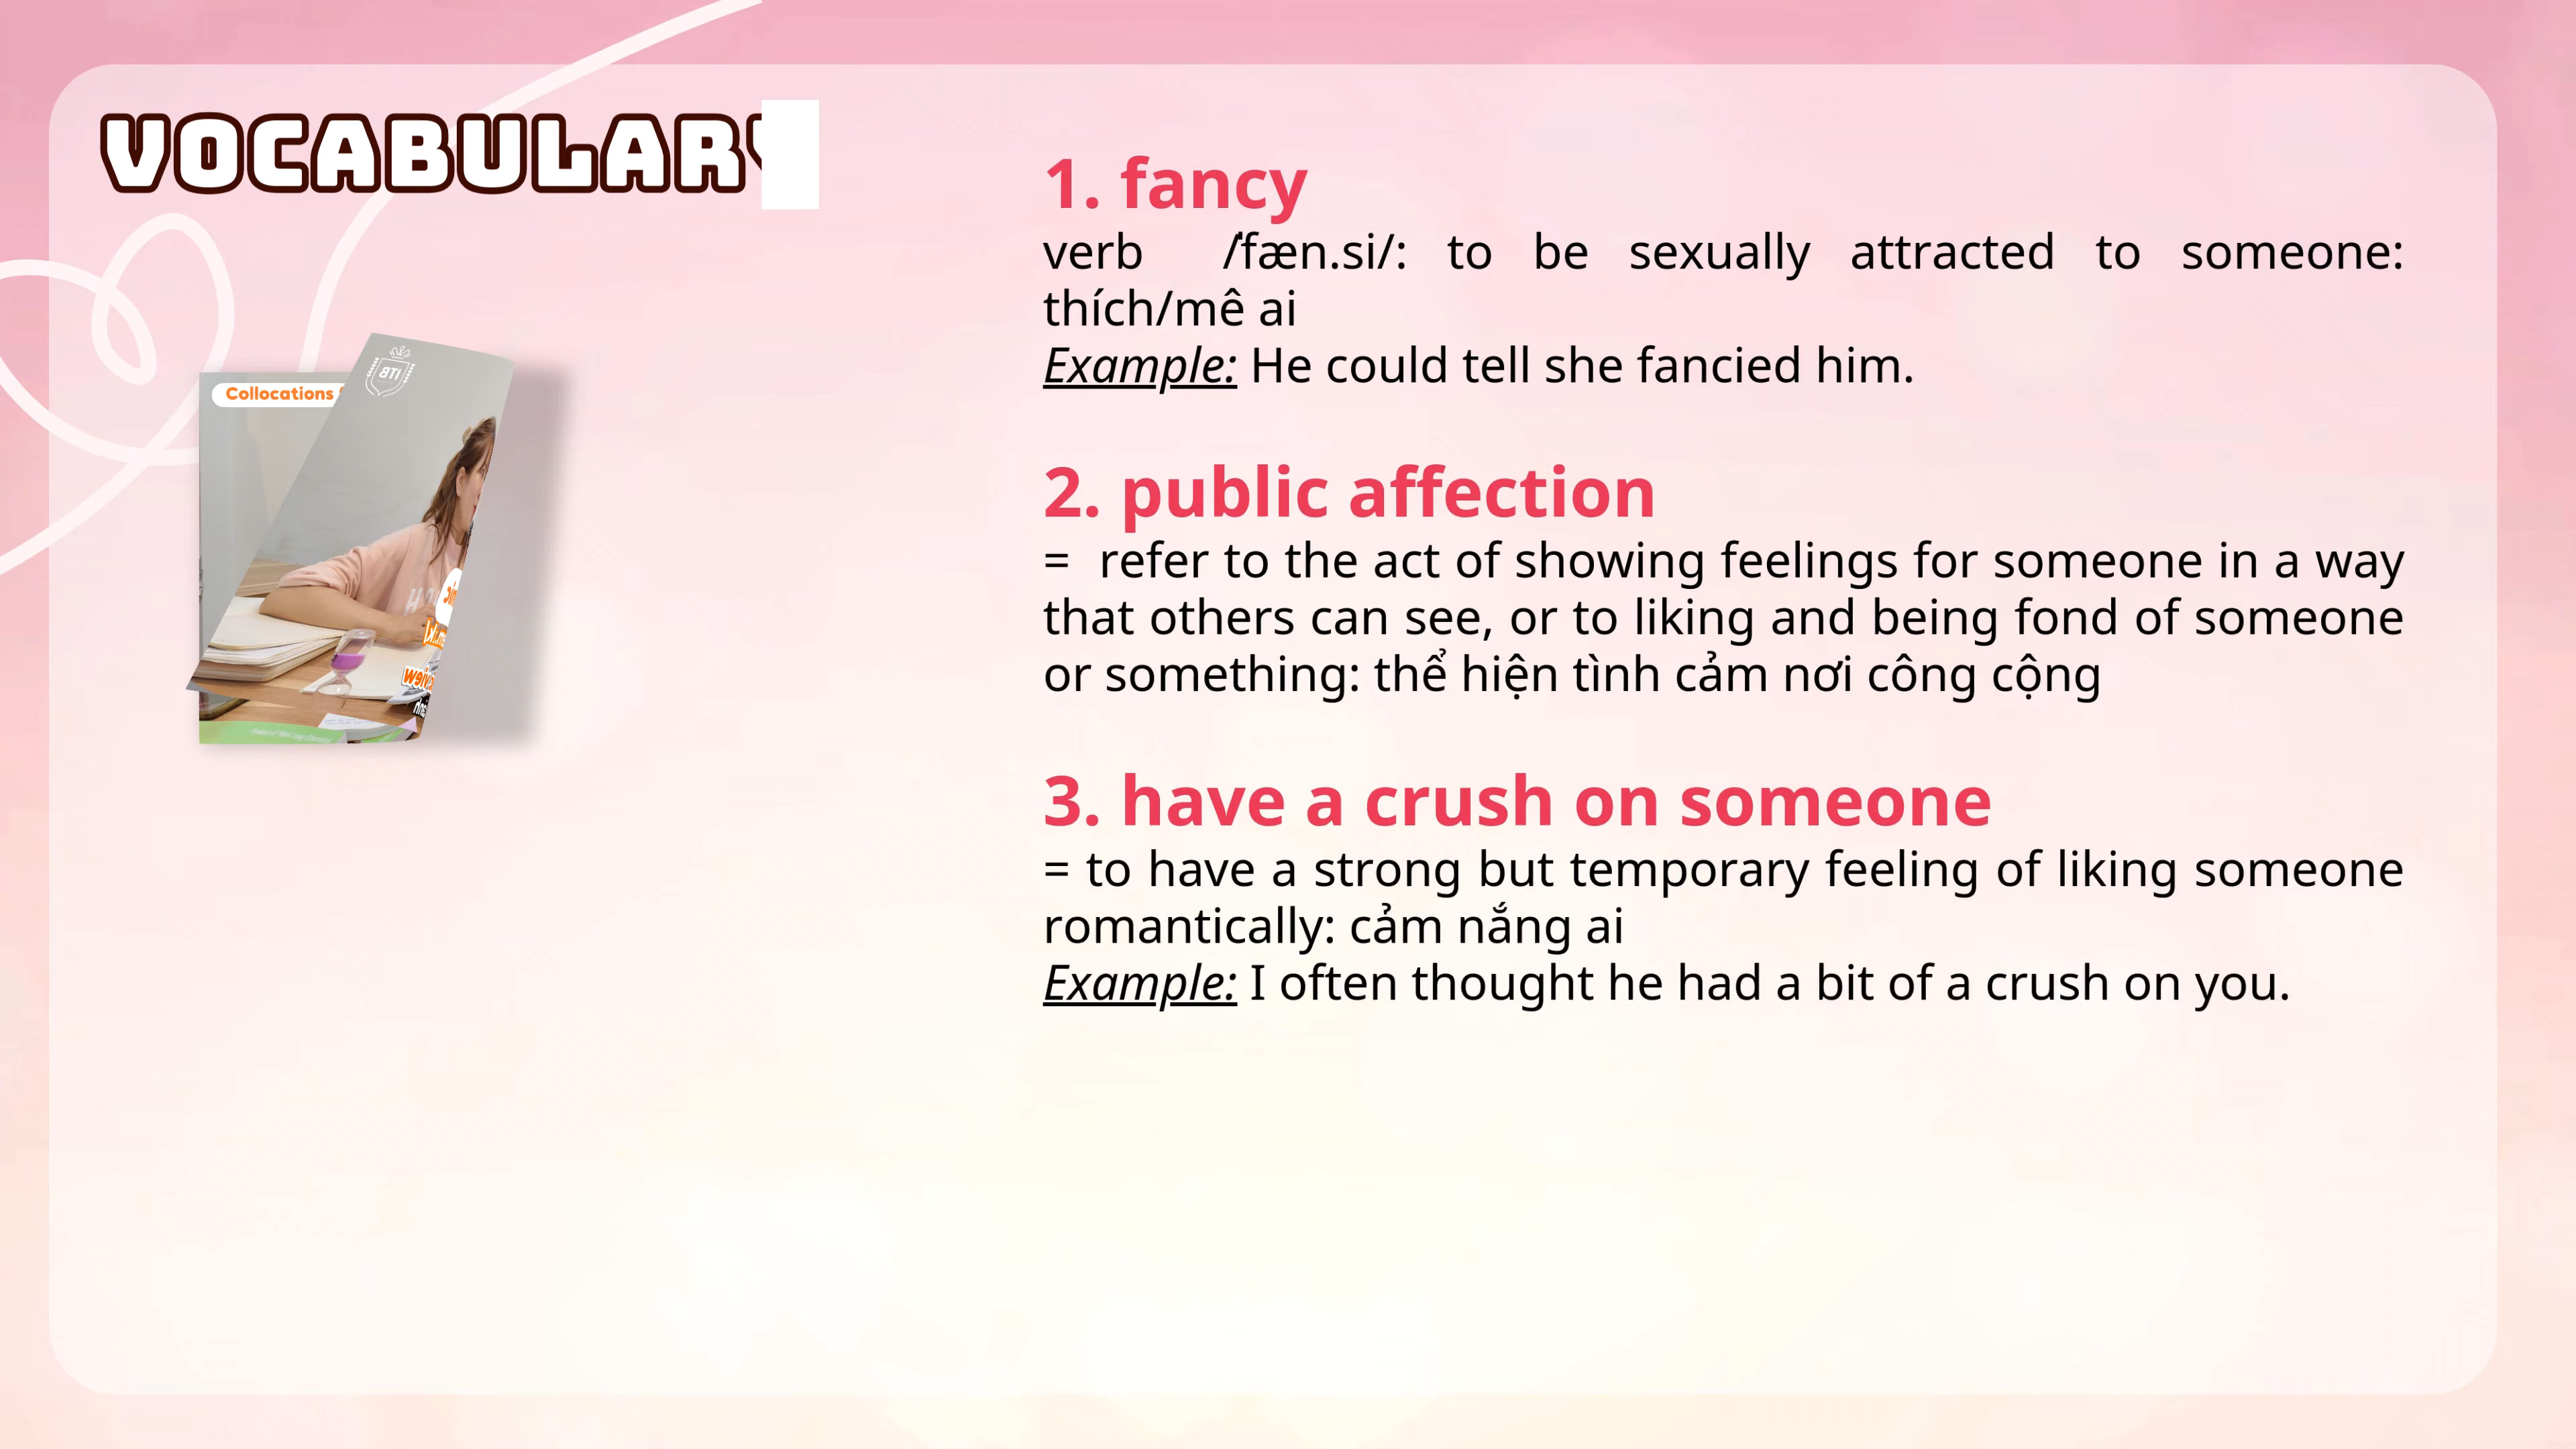 VOCABULARY
1. fancy
verb /ˈfæn.si/: to be sexually attracted to someone:
thích/mê ai
Example: He could tell she fancied him.
Collocations
BTI
2. public affection
= refer to the act of showing feelings for someone in a way
that others can see, or to liking and being fond of someone
or something: thể hiện tình cảm nơi công cộng
3. have a crush on someone
= to have a strong but temporary feeling of liking someone
romantically: cảm nắng ai
Example: I often thought he had a bit of a crush on you.